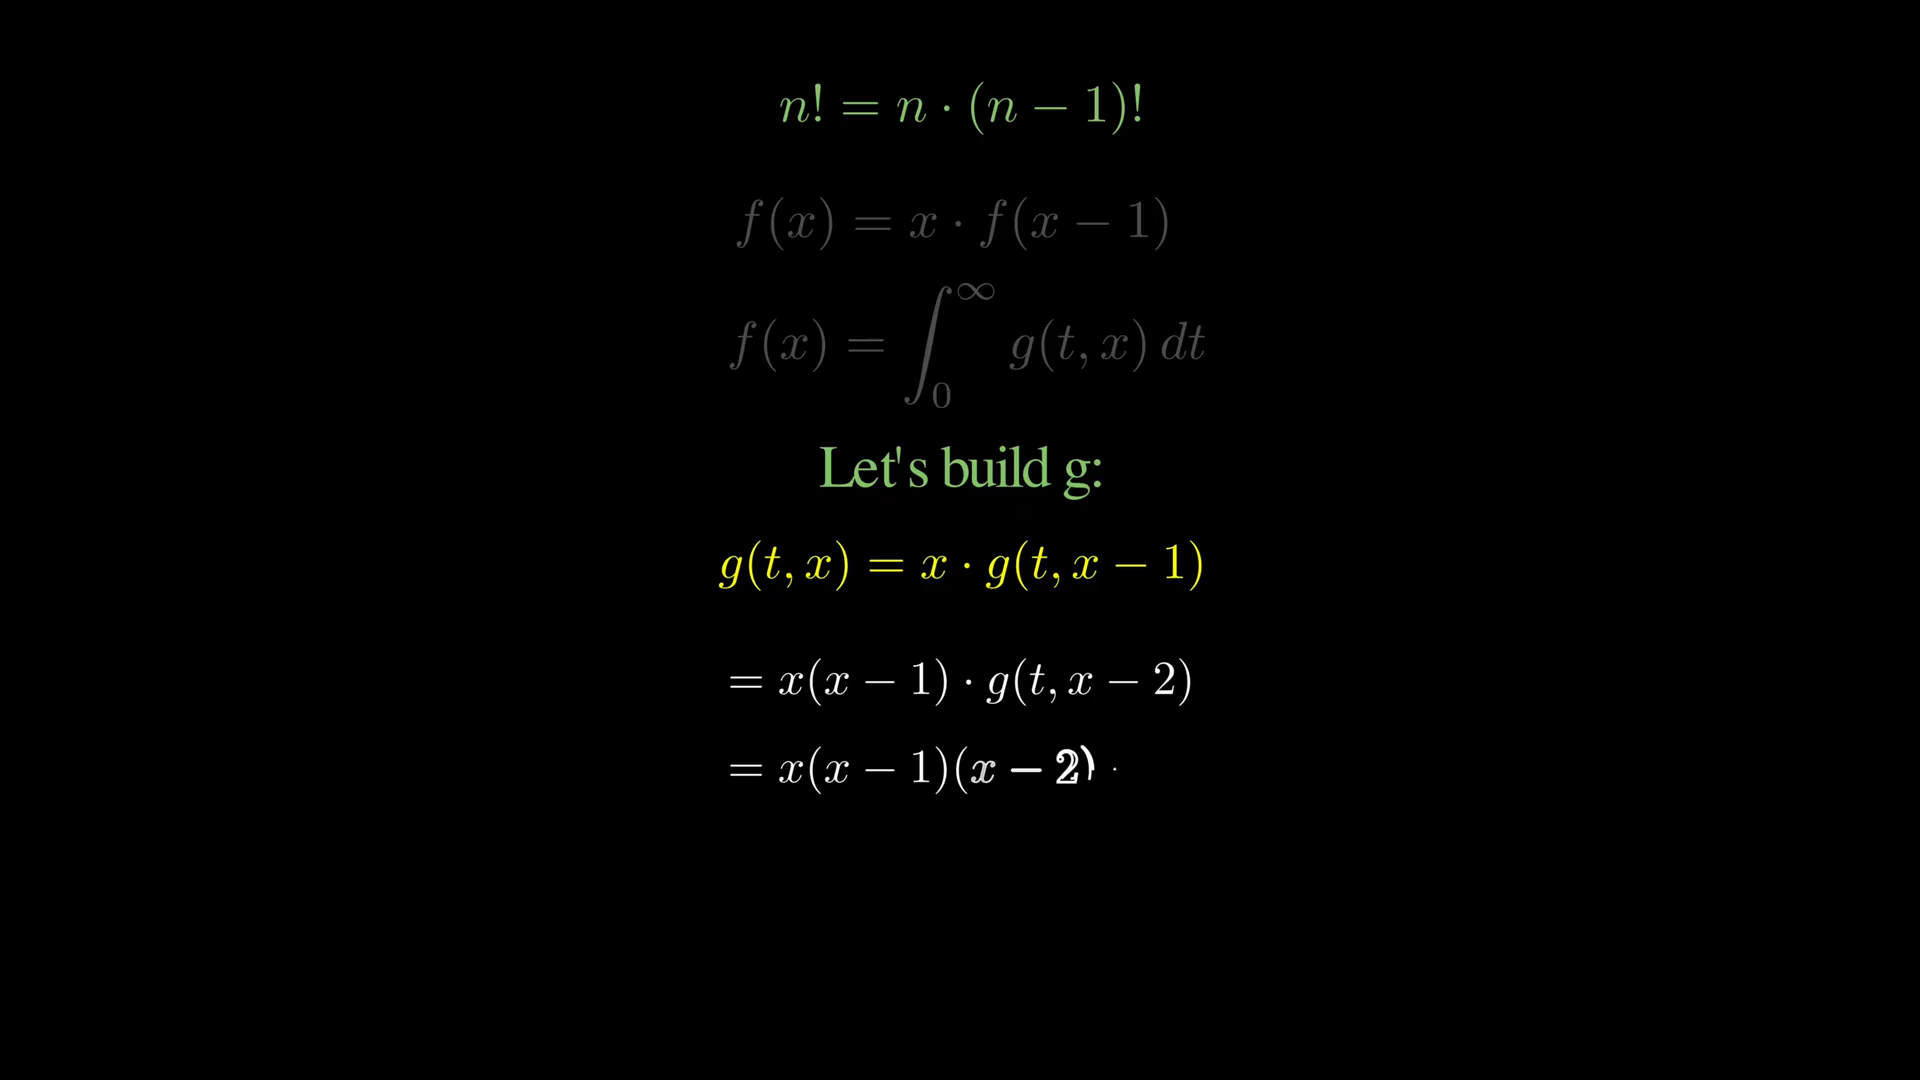 n! = n · (n − 1)!
f(x) = x · f(x − 1)
f(x) = ∫₀^∞ g(t, x) dt
Let's build g:
g(t, x) = x · g(t, x − 1)
= x(x − 1) · g(t, x − 2)
= x(x − 1)(x − 2) ·